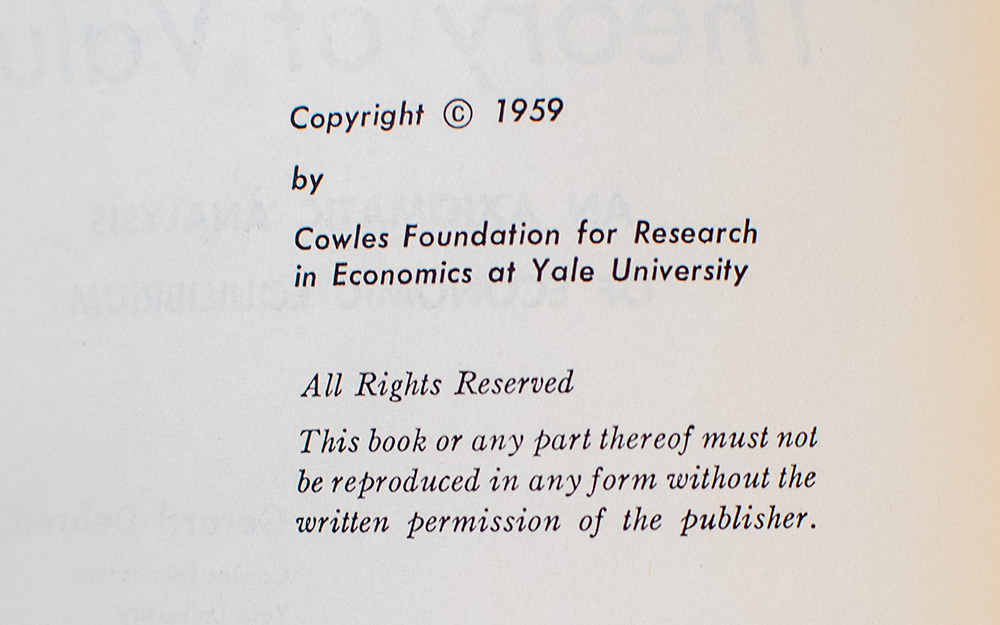 Copyright © 1959
by
Cowles Foundation for Research
in Economics at Yale University
All Rights Reserved
This book or any part thereof must not
be reproduced in any form without the
written permission of the publisher.